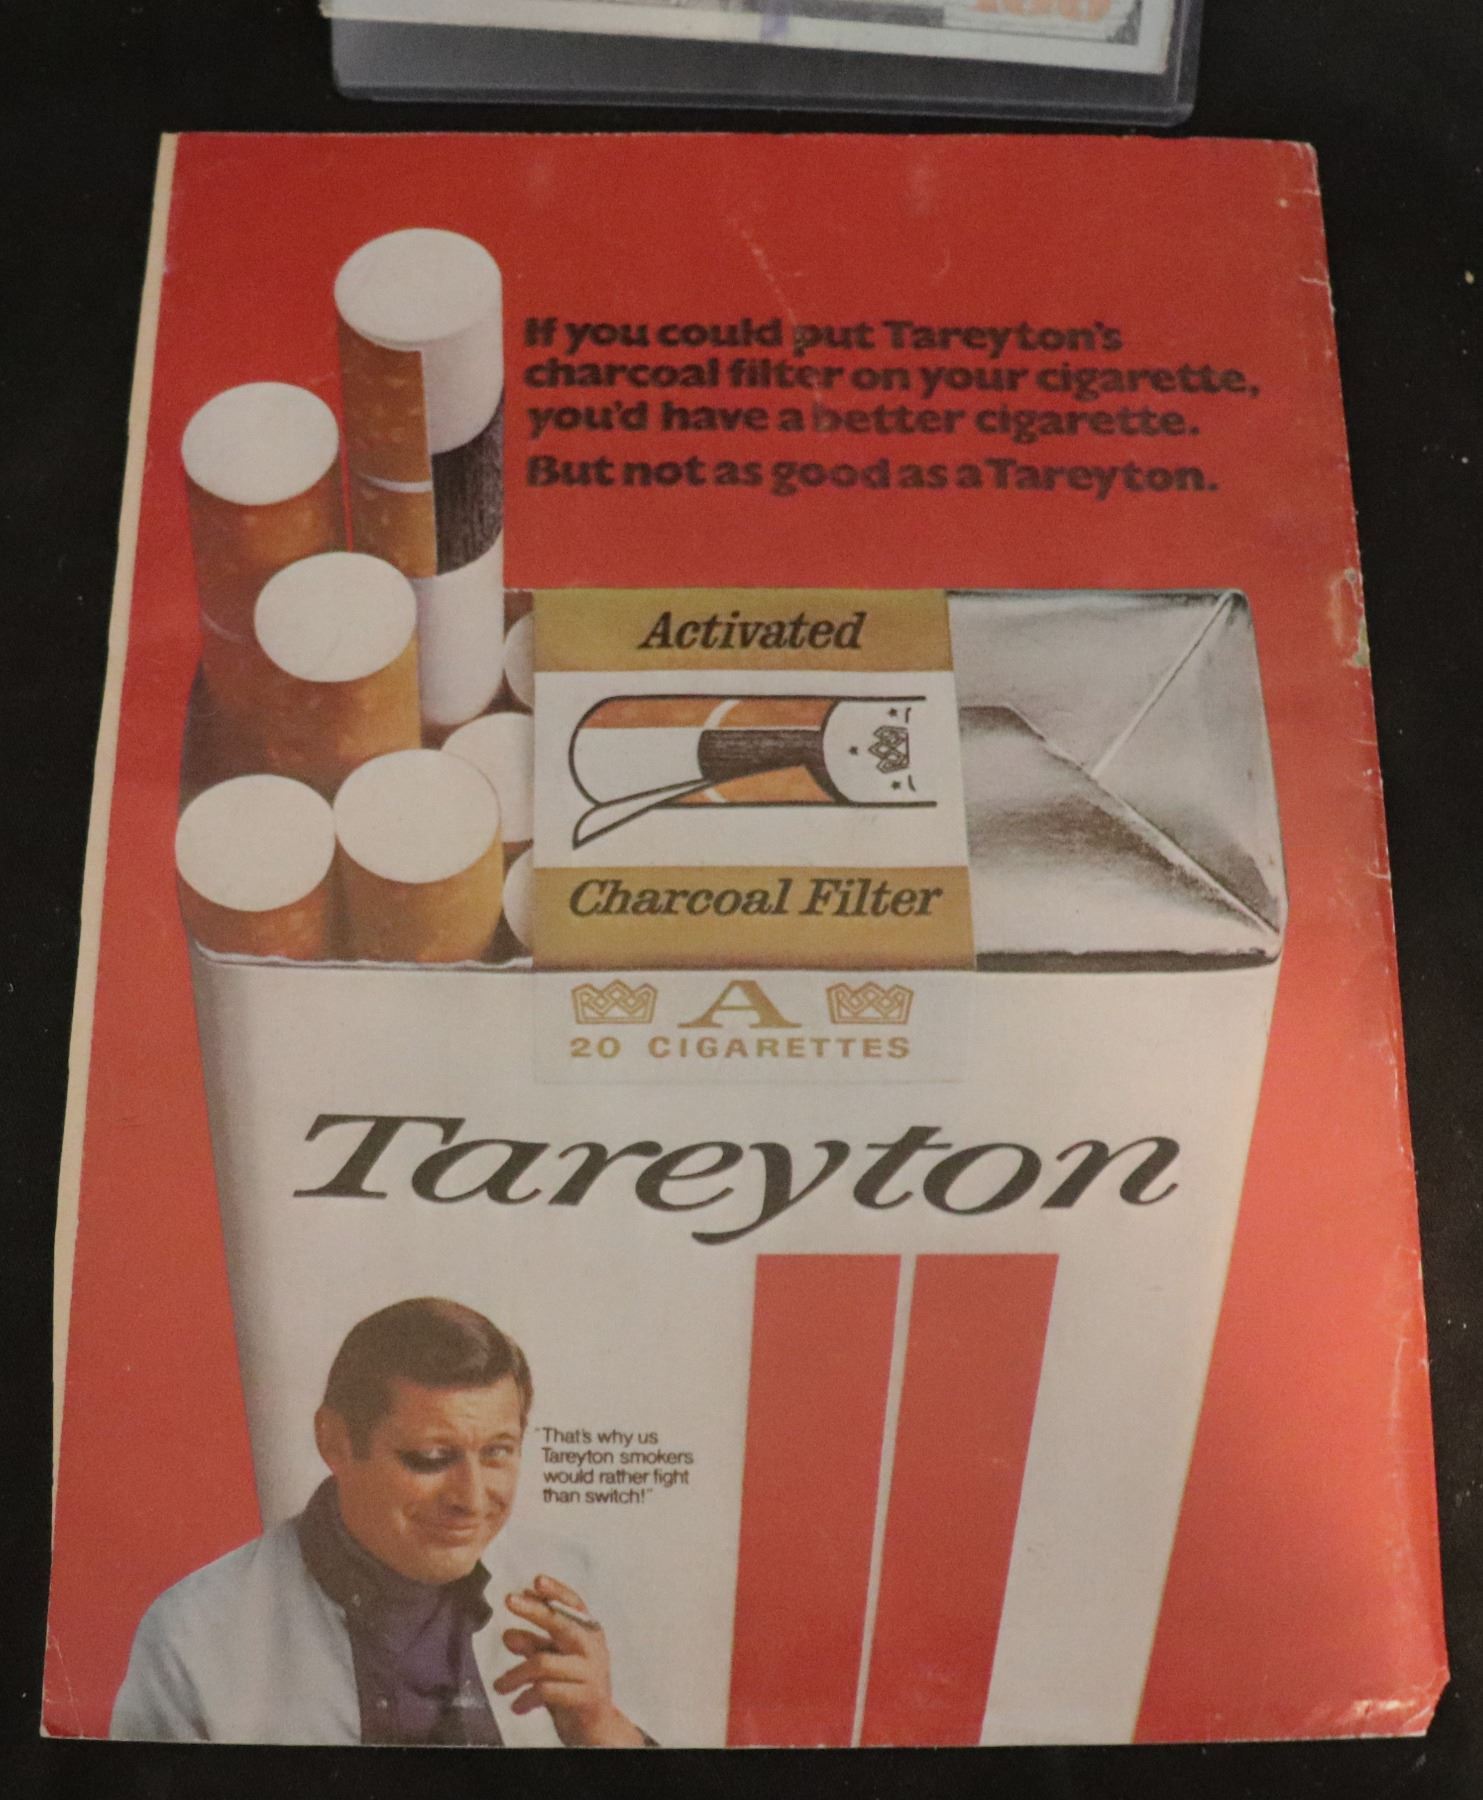 100
If you could put Tareyton's
charcoal filter on your cigarette,
you'd have a better cigarette.
But not as good as a Tareyton.
Activated
Charcoal Filter
A
20 CIGARETTES
Tareyton
"That's why us
Tareyton smokers
would rather fight
than switch!"